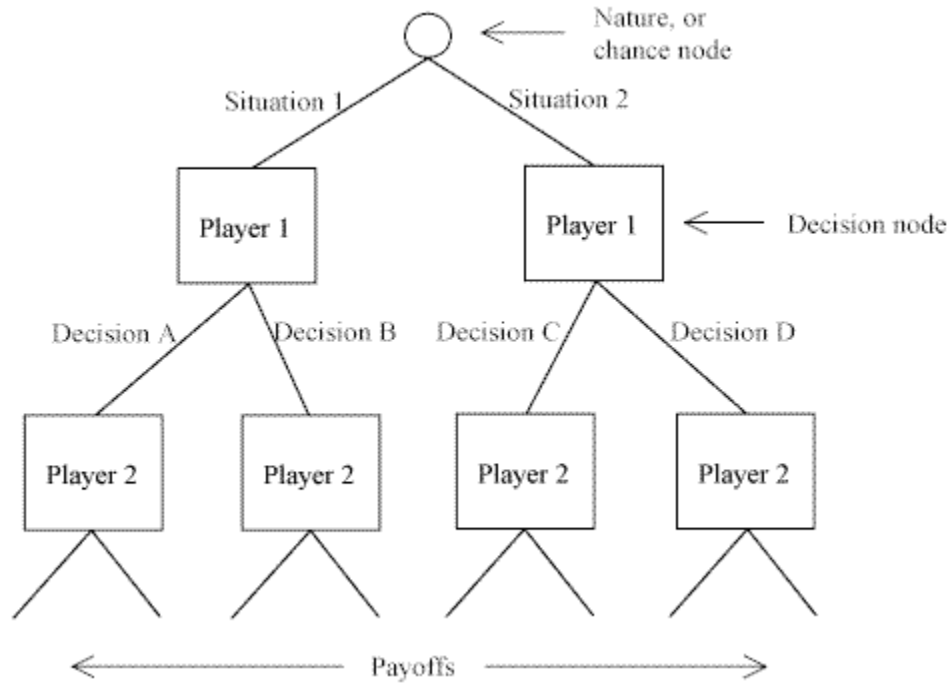 Nature, or
chance node
Situation 1
Situation 2
Player 1
Player 1
Decision node
Decision A
Decision B
Decision C
Decision D
Player 2
Player 2
Player 2
Player 2
Payoffs